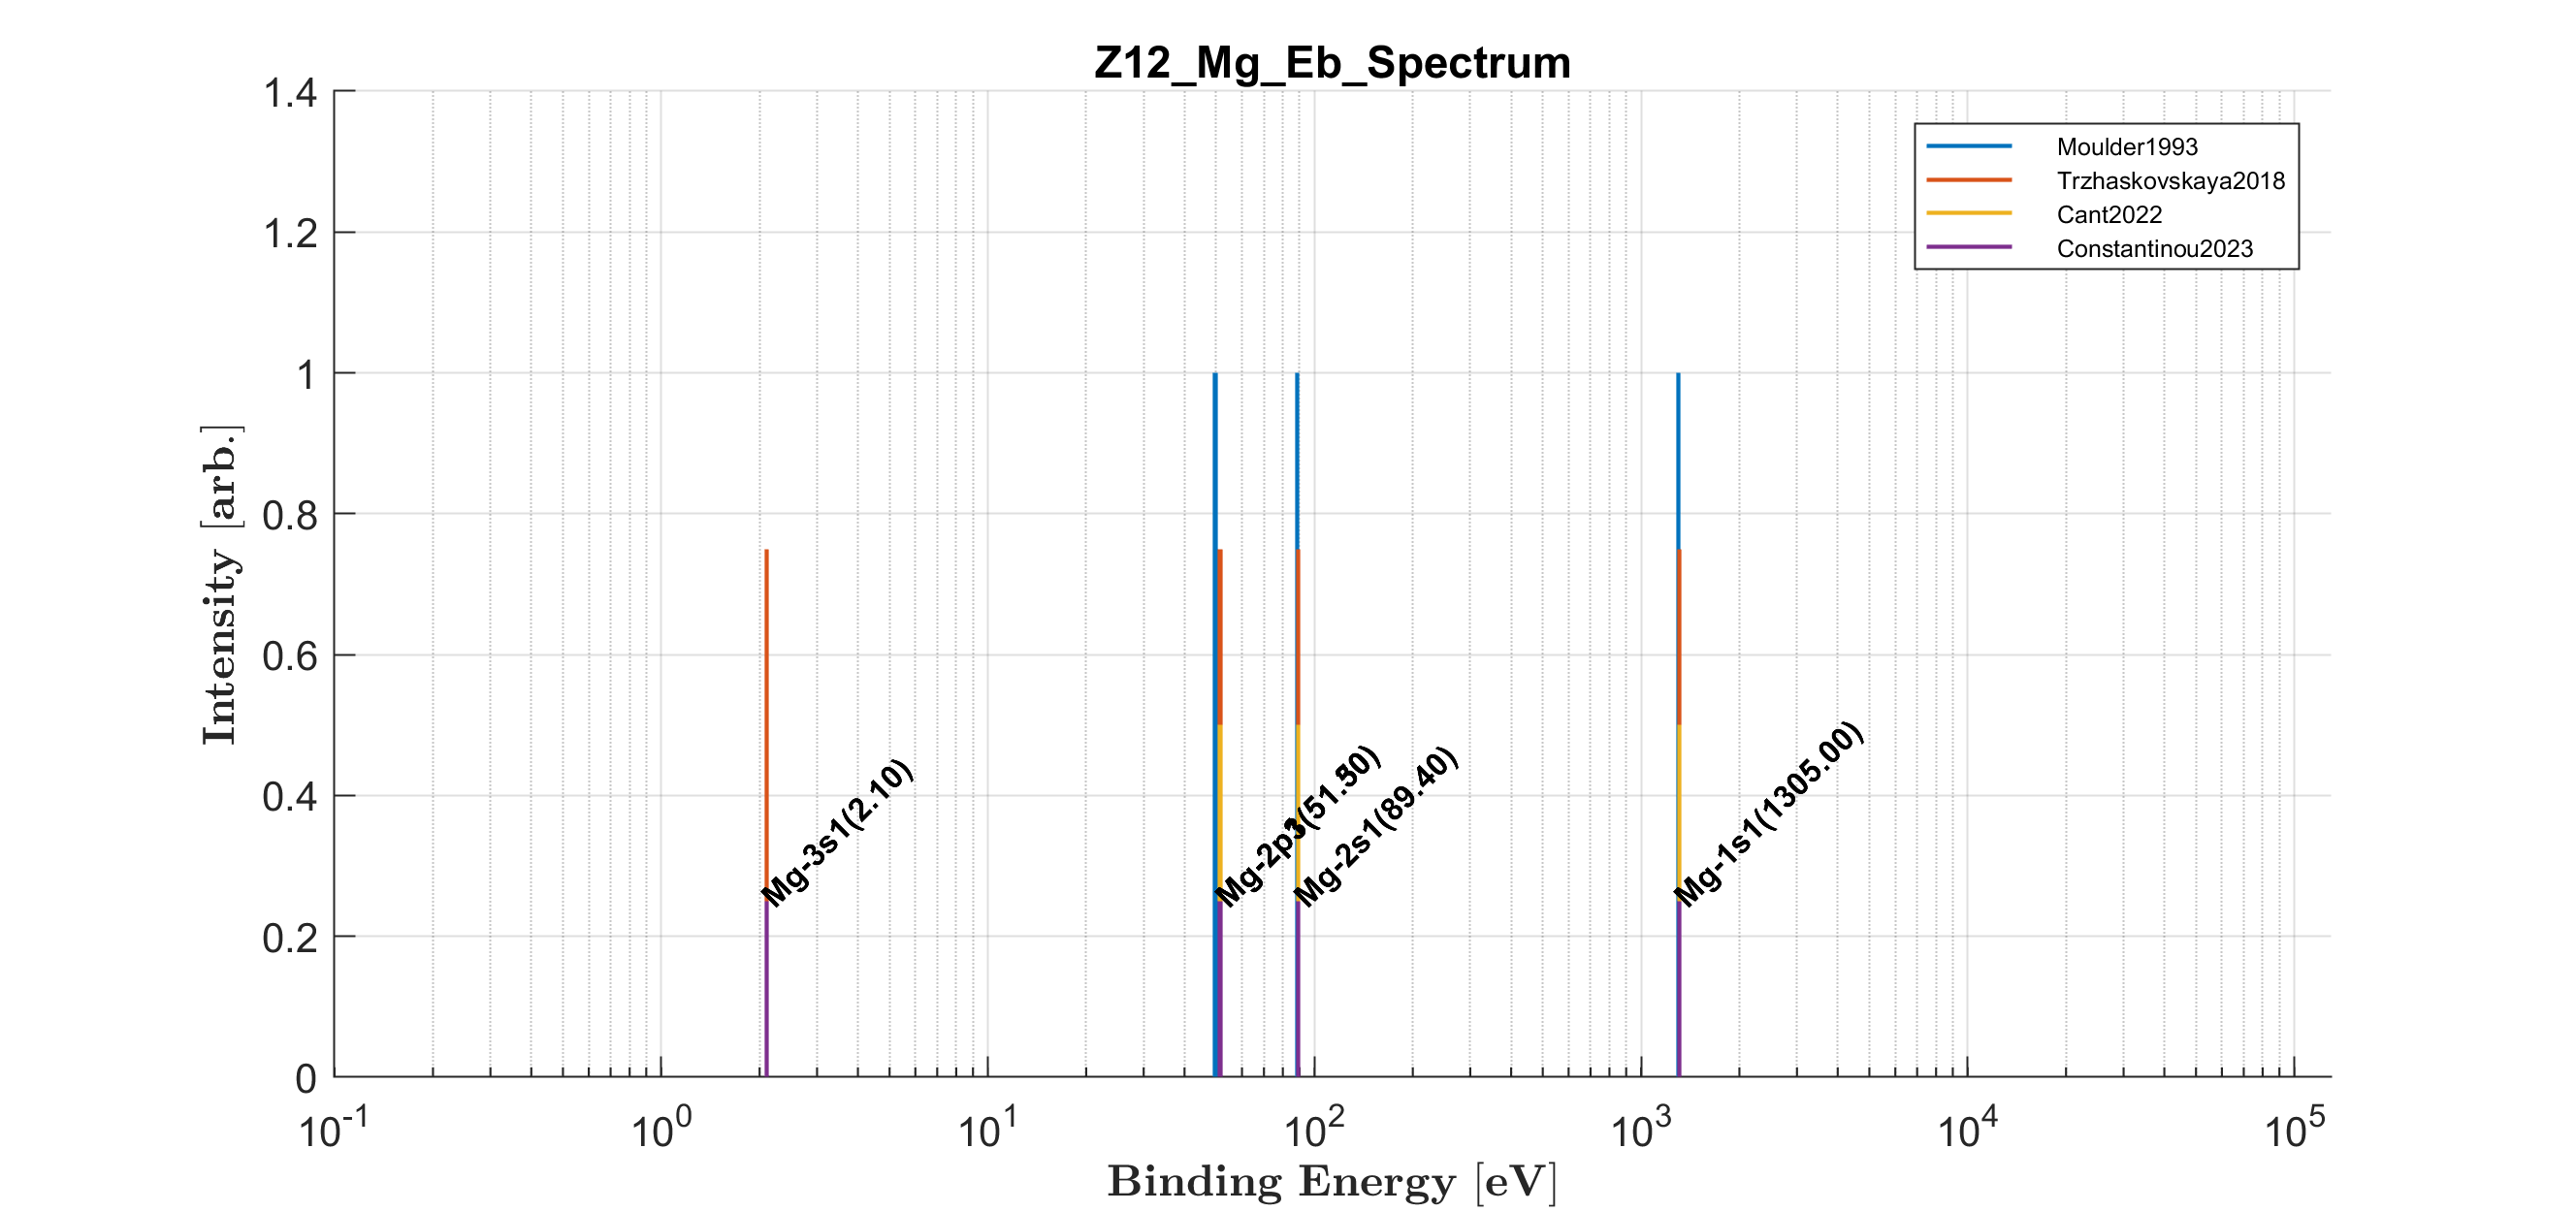 Z12_Mg_Eb_Spectrum
1.4
1.2
1
0.8
0.6
0.4
0.2
0
Intensity [arb.]
Moulder1993
Trzhaskovskaya2018
Cant2022
Constantinou2023
Mg-3s1(2.10)
Mg-2s1(89.40)
Mg-1s1(1305.00)
10-1
100
101
102
103
104
105
Binding Energy [eV]